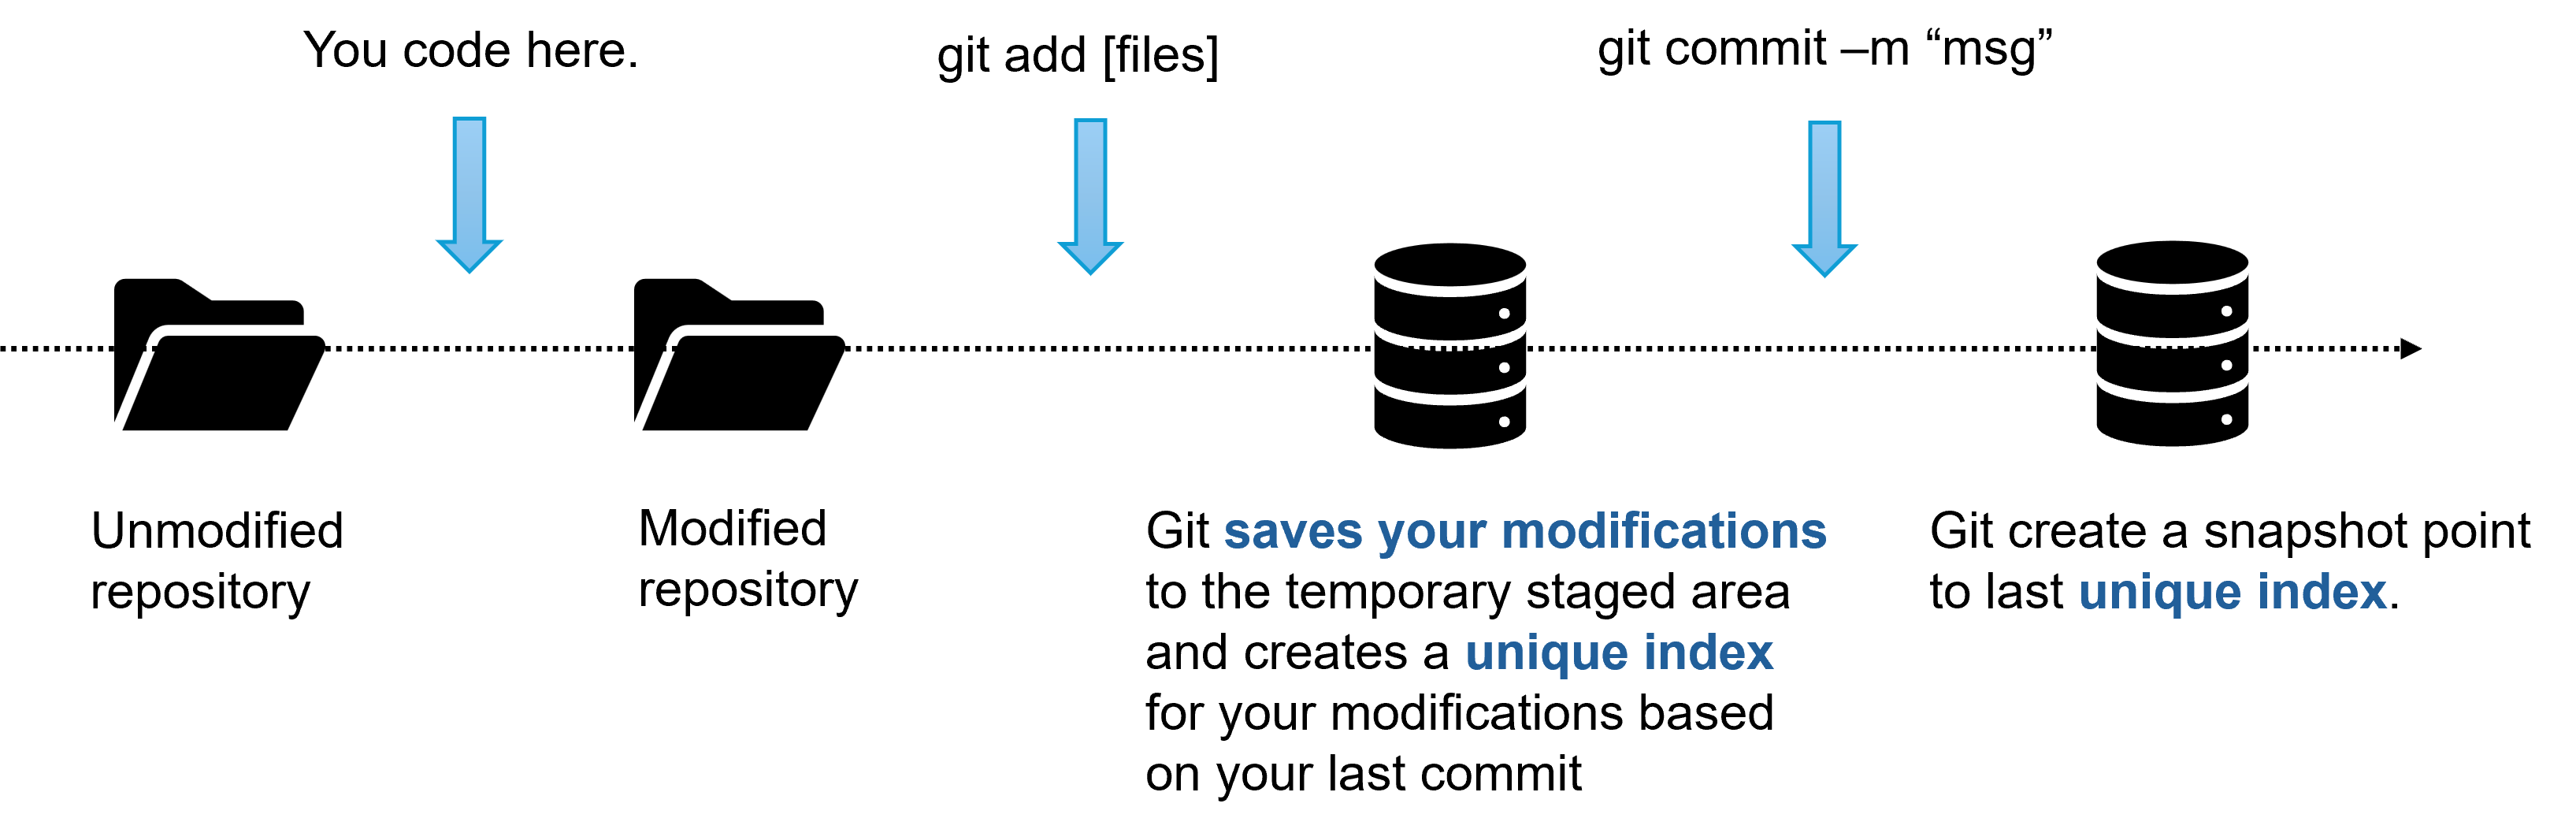 You code here.
git add [files]
git commit –m “msg”
Unmodified
repository
Modified
repository
Git saves your modifications
to the temporary staged area
and creates a unique index
for your modifications based
on your last commit
Git create a snapshot point
to last unique index.